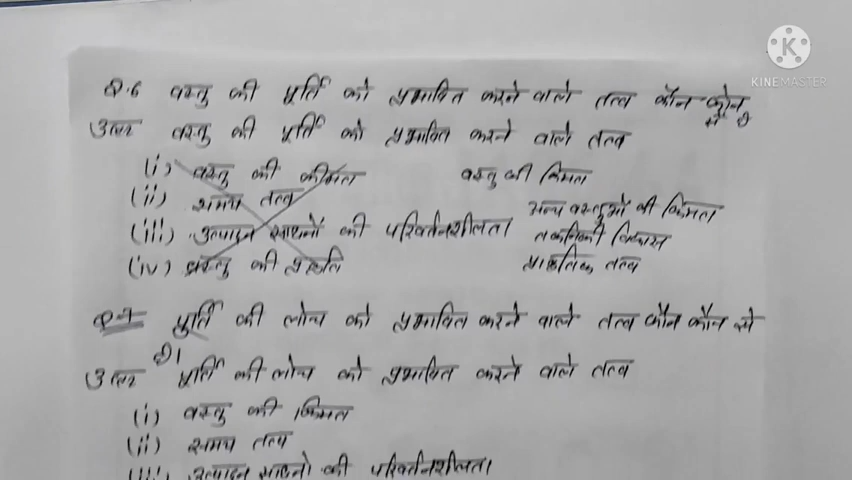 KINEMASTER
Q.6 वस्तु की पूर्ति को प्रभावित करने वाले तत्व कौन कोन से है
उत्तर वस्तु की पूर्ति को प्रभावित करने वाले तत्व
(i) वस्तु की कीमत वस्तु की किमत
(ii) समय तत्व अन्य वस्तुओं की किमत
(iii) उत्पादन साधनों की परिवर्तनशीलता। तकनिकी विकास
(iv) वस्तु की प्रकृति प्राकृतिक तत्व
Q.7 पूर्ति की लोच को प्रभावित करने वाले तत्व कौन कौन से
है।
उत्तर पूर्ति की लोच को प्रभावित करने वाले तत्व
(i) वस्तु की किमत
(ii) समय तत्व
(iii) उत्पादन साधनो की परिवर्तनशीलता।